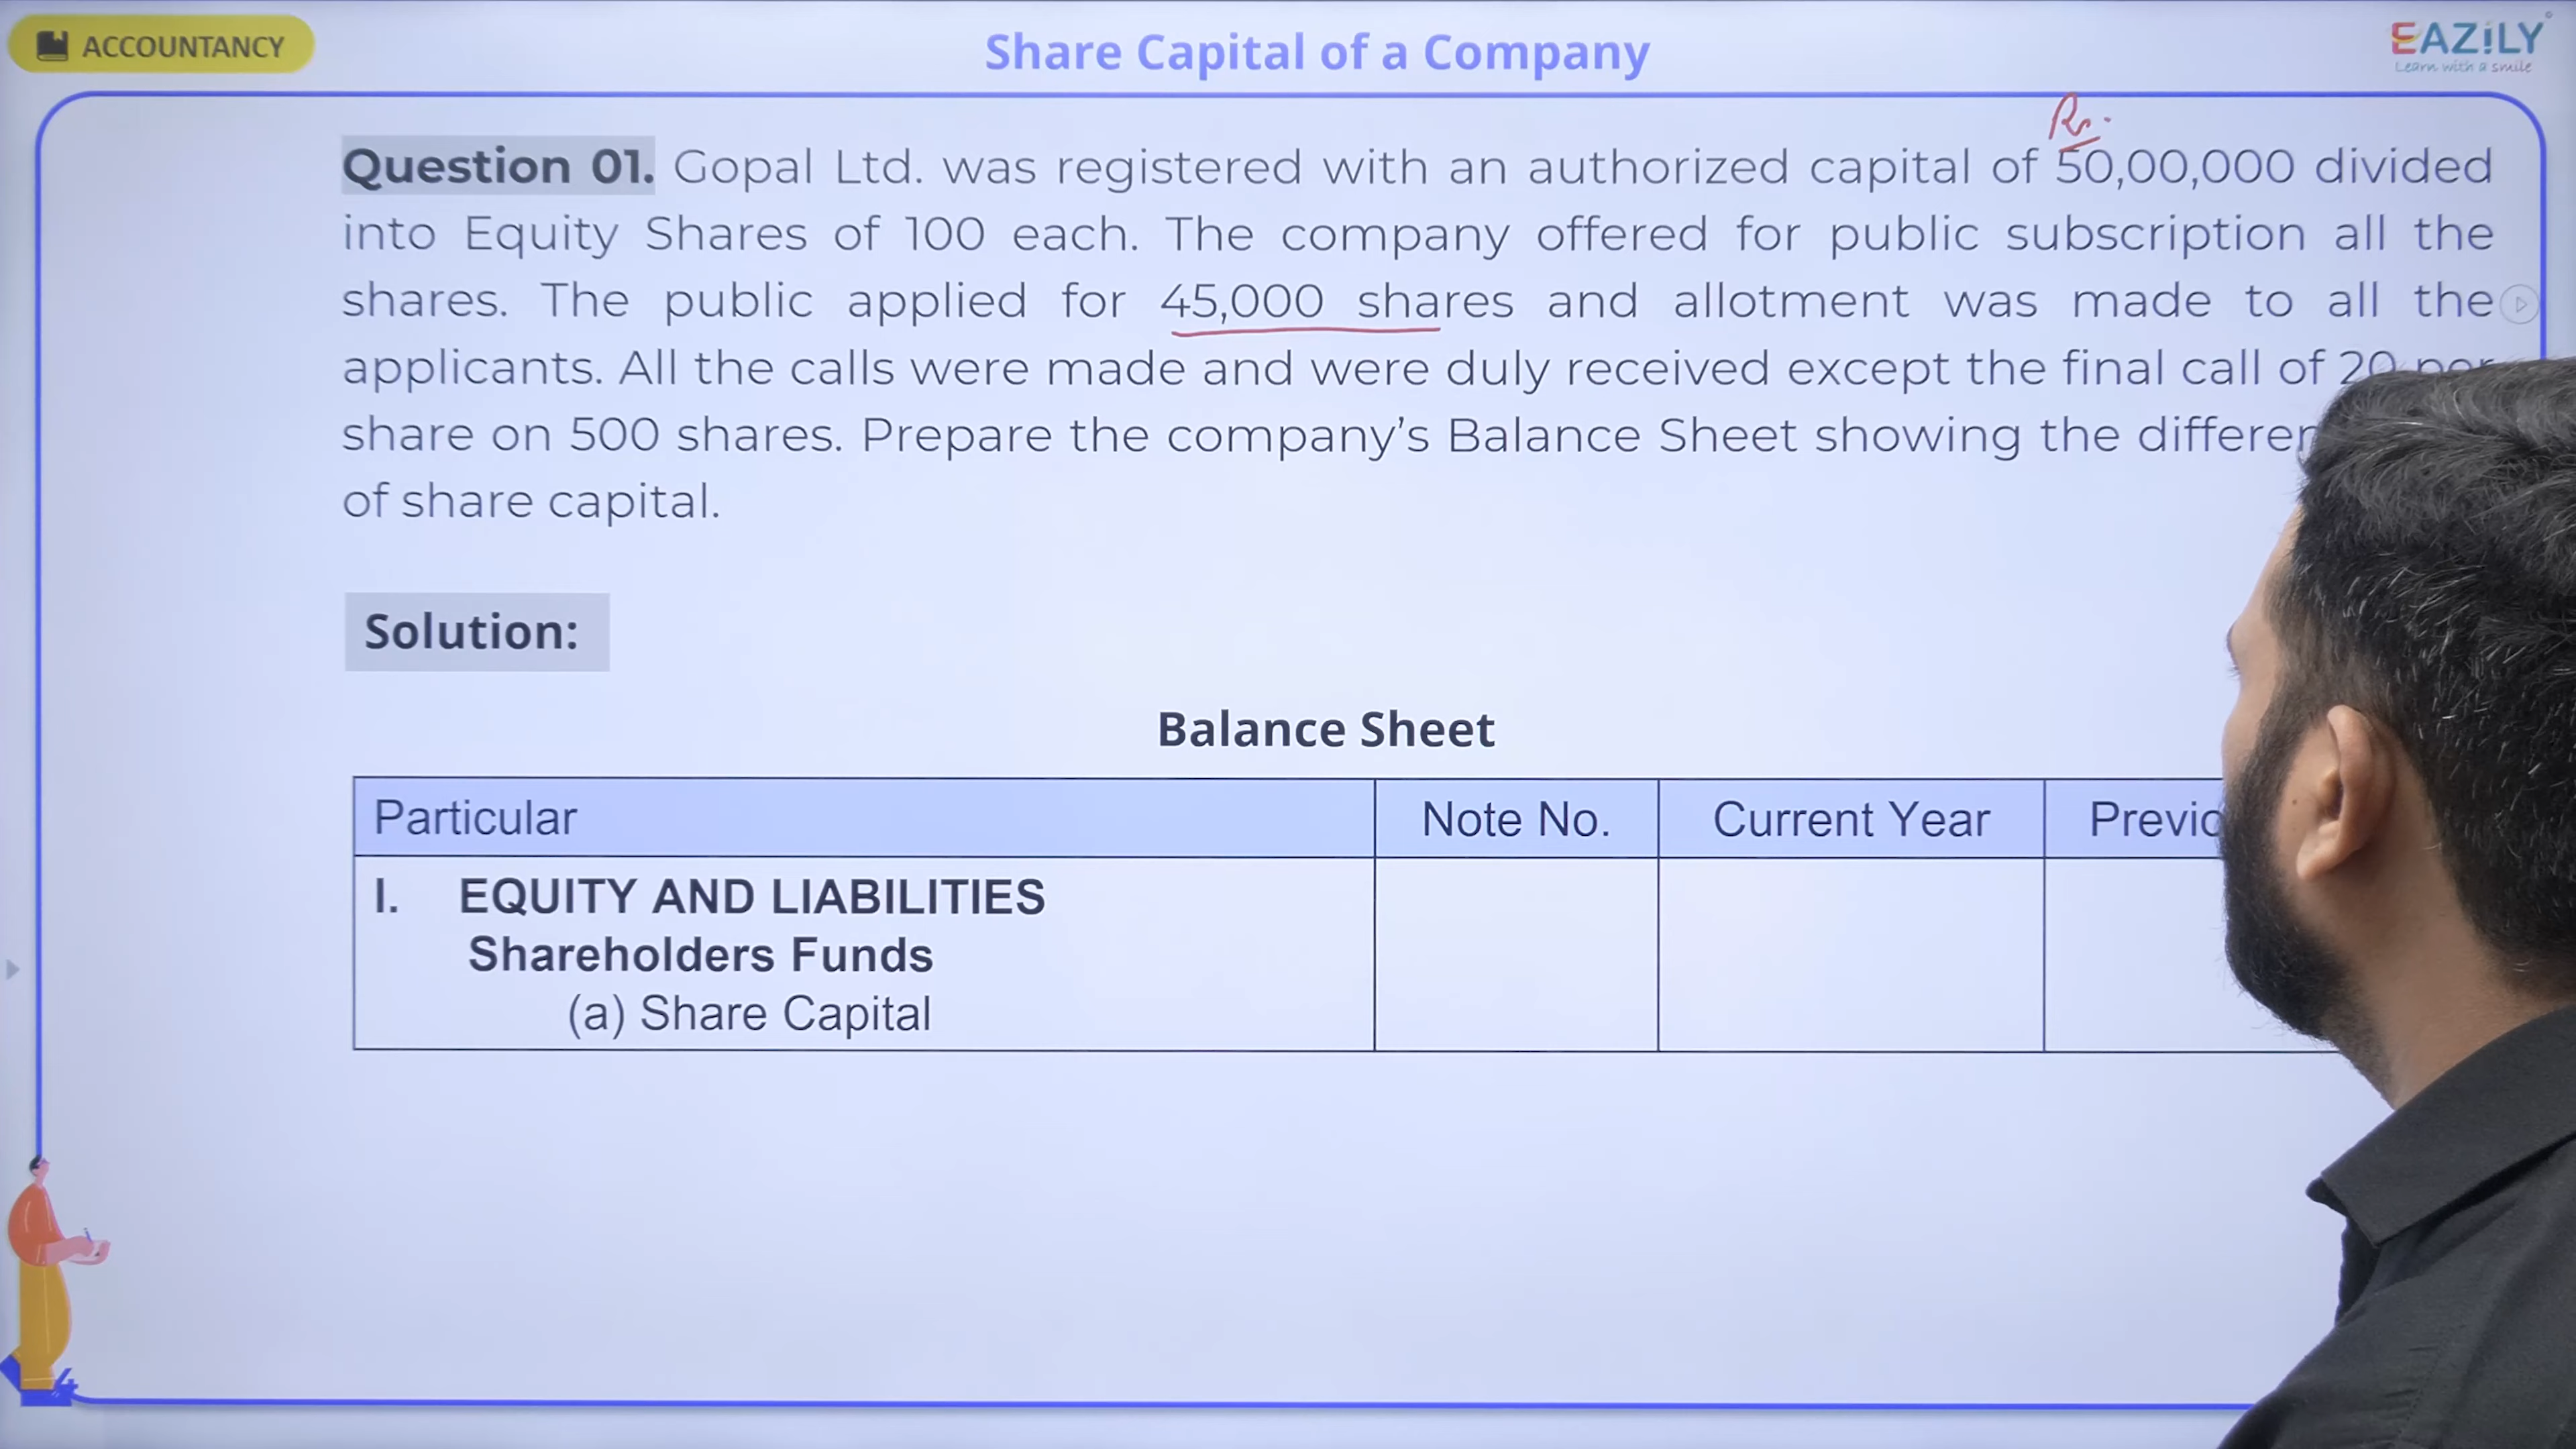 ACCOUNTANCY
Share Capital of a Company
EAZiLY
Learn with a smile
Rs.
Question 01. Gopal Ltd. was registered with an authorized capital of 50,00,000 divided
into Equity Shares of 100 each. The company offered for public subscription all the
shares. The public applied for 45,000 shares and allotment was made to all the
applicants. All the calls were made and were duly received except the final call of 20 per
share on 500 shares. Prepare the company's Balance Sheet showing the
of share capital.
Solution:
Balance Sheet
Particular Note No. Current Year
I. EQUITY AND LIABILITIES
Shareholders Funds
(a) Share Capital